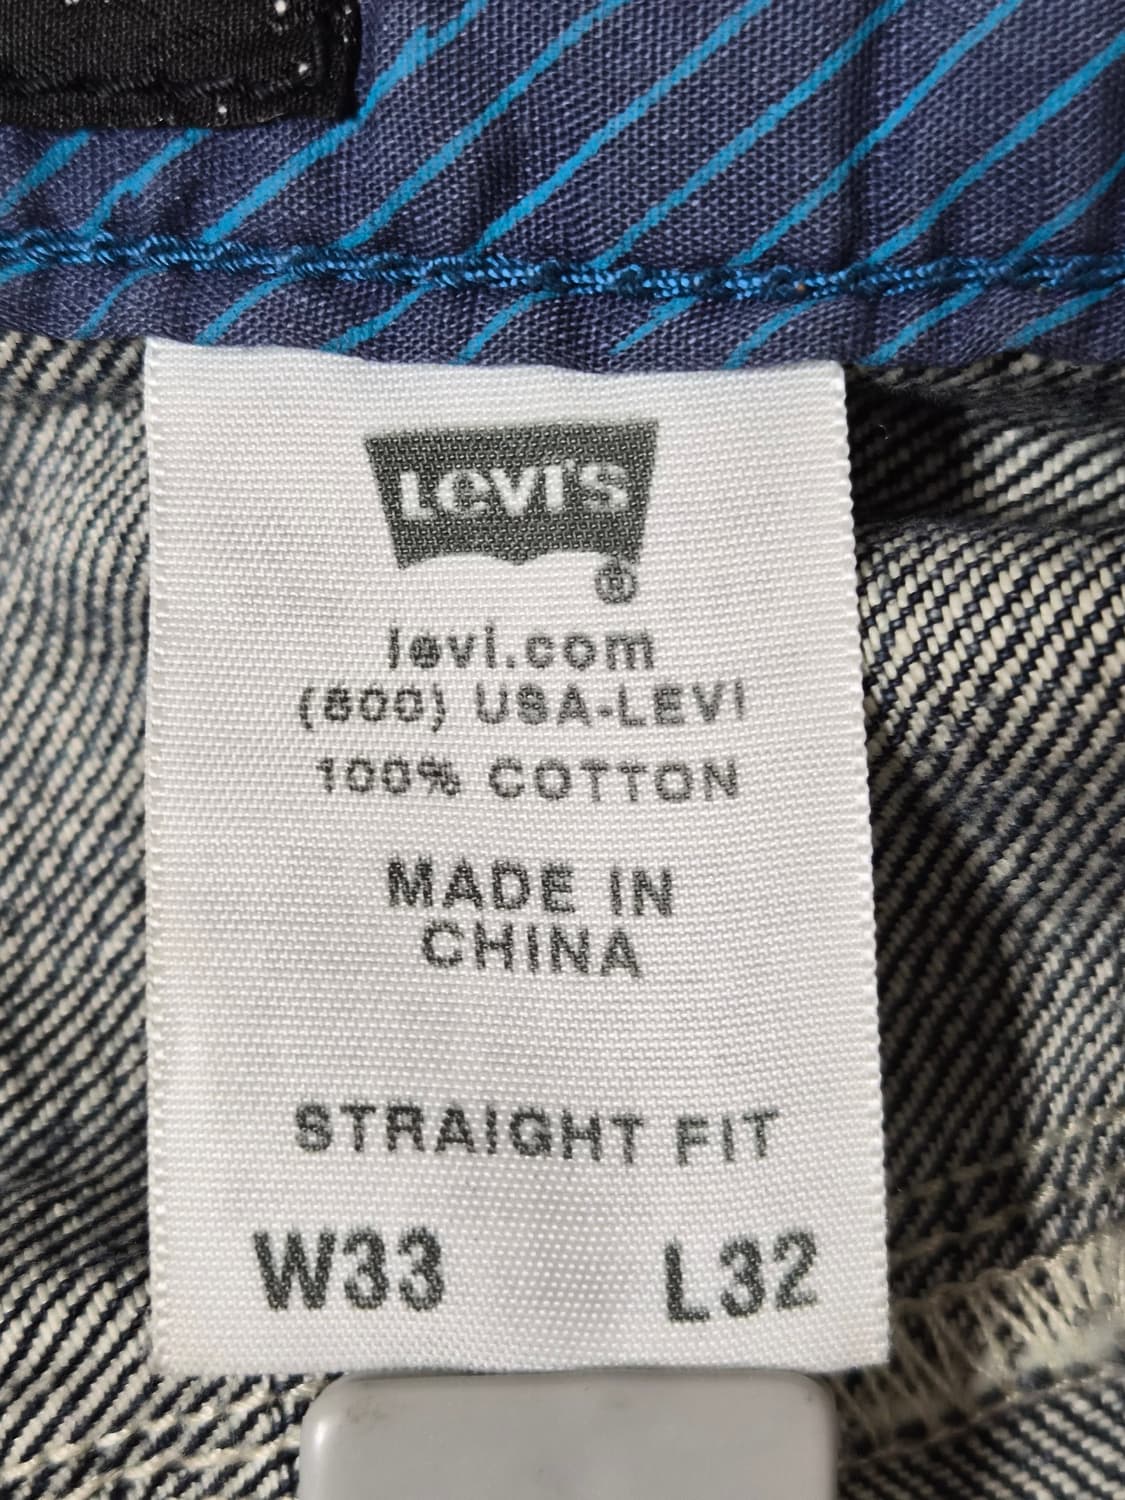 LEVI'S
®
levi.com
(800) USA-LEVI
100% COTTON
MADE IN
CHINA
STRAIGHT FIT
W33 L32